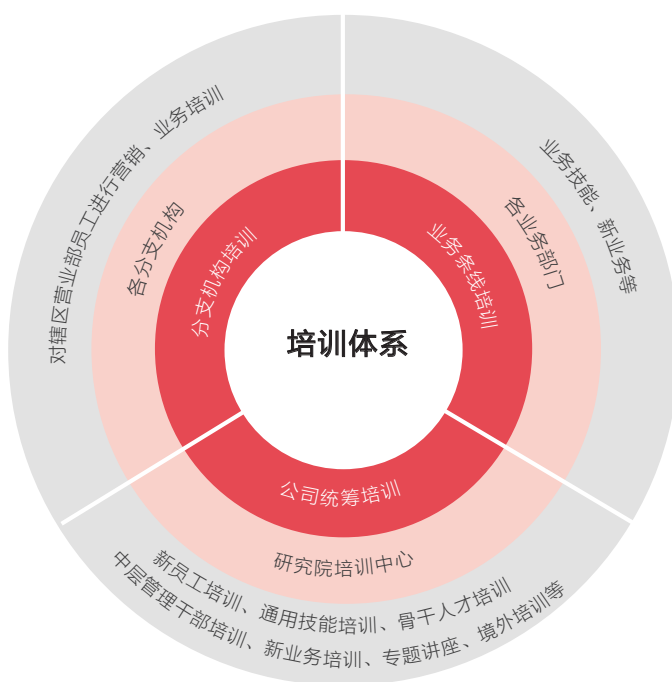 培训体系
分支机构培训
各分支机构
对辖区营业部员工进行营销、业务培训
业务条线培训
各业务部门
业务技能、新业务等
公司统筹培训
研究院培训中心
新员工培训、通用技能培训、骨干人才培训
中层管理干部培训、新业务培训、专题讲座、境外培训等